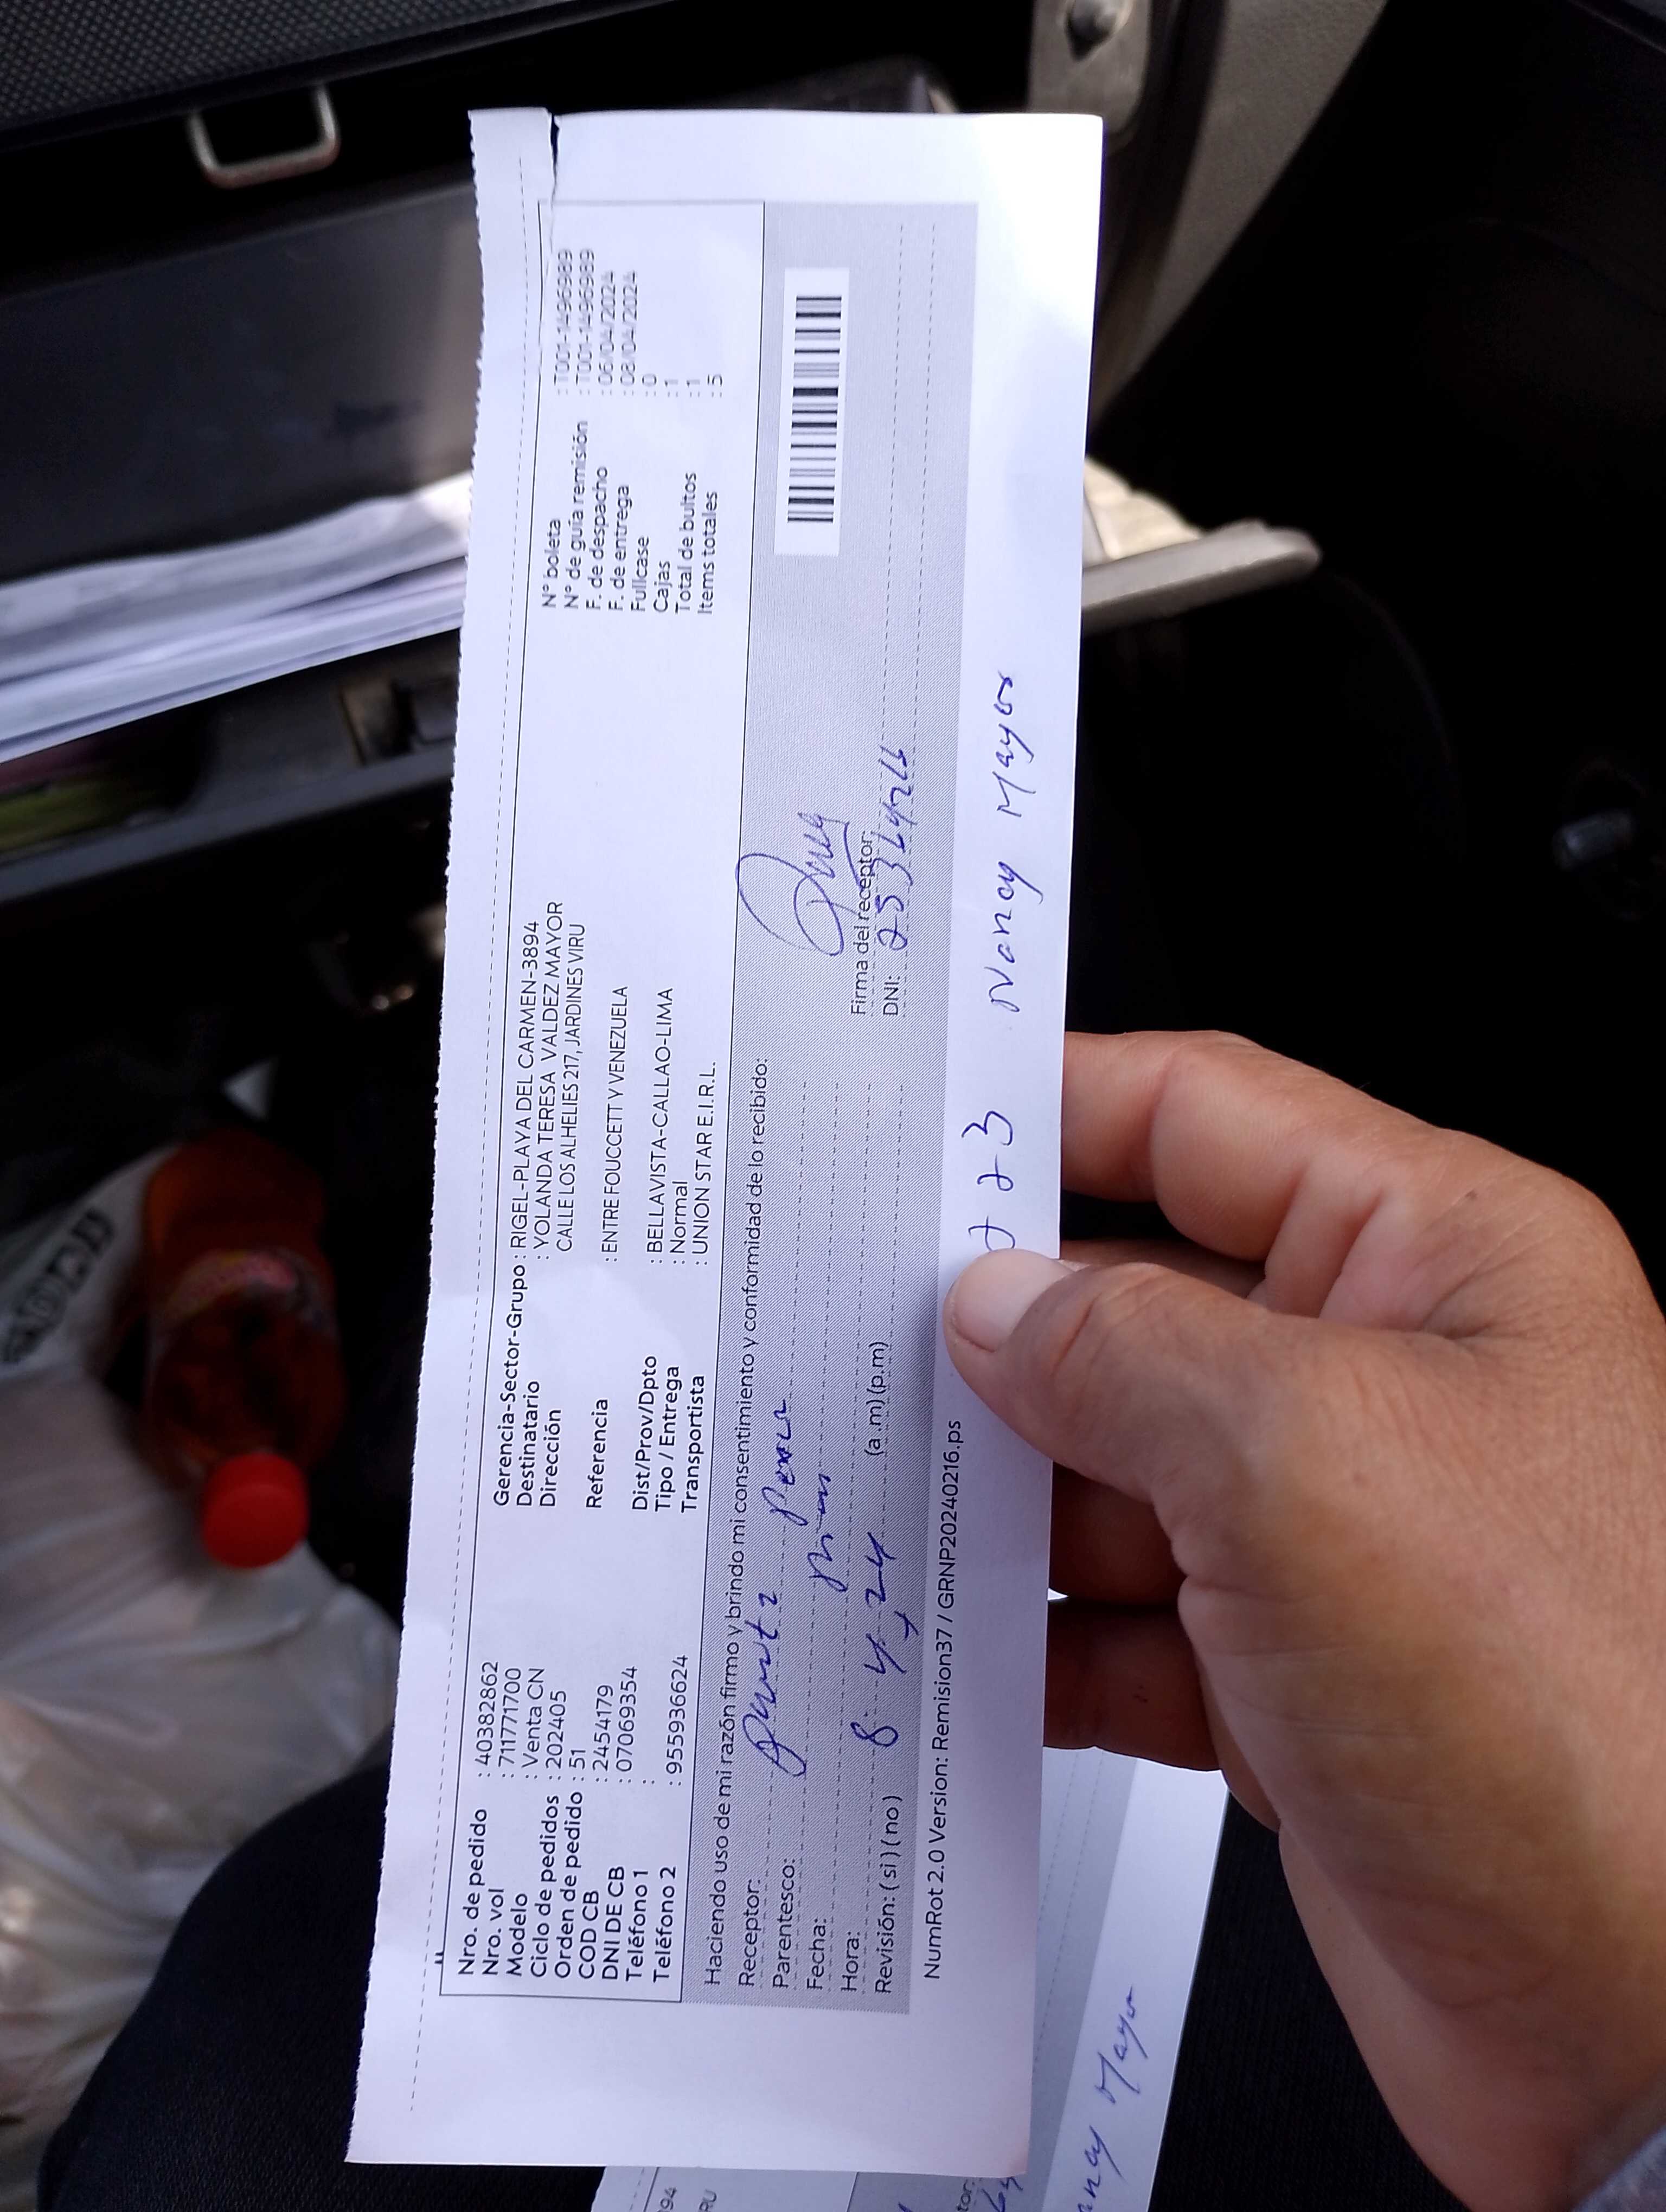 Nro. de pedido : 40382862
Nro. vol : 711771700
Modelo : Venta CN
Ciclo de pedidos : 202405
Orden de pedido : 51
COD CB : 2454179
DNI DE CB : 07069354
Teléfono 1 :
Teléfono 2 : 955936624
Gerencia-Sector-Grupo : RIGEL-PLAYA DEL CARMEN-3894
Destinatario : YOLANDA TERESA VALDEZ MAYOR
Dirección CALLE LOS ALHELIES 217, JARDINES VIRU
Referencia : ENTRE FOUCCETT Y VENEZUELA
Dist/Prov/Dpto : BELLAVISTA-CALLAO-LIMA
Tipo / Entrega : Normal
Transportista : UNION STAR E.I.R.L.
N° boleta : T001-1496989
N° de guía remisión : T001-1496989
F. de despacho : 06/04/2024
F. de entrega : 08/04/2024
Fullcase : 0
Cajas : 1
Total de bultos : 1
Items totales : 5
Haciendo uso de mi razón firmo y brindo mi consentimiento y conformidad de lo recibido:
Receptor:
Parentesco:
Fecha: 8 4 24
Hora: (a.m) (p.m)
Revisión: ( si ) ( no )
Firma del receptor:
DNI:
NumRot 2.0 Version: Remision37 / GRNP20240216.ps
223 Nancy Mayor
Mayor